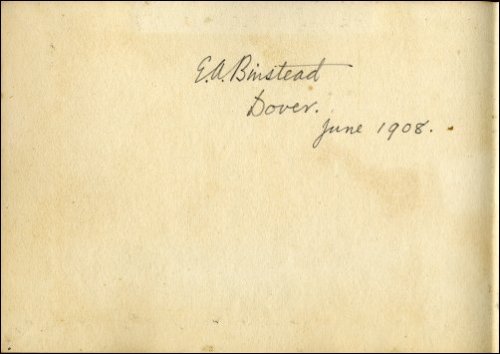 E.A. Binstead
Dover.
June 1908.